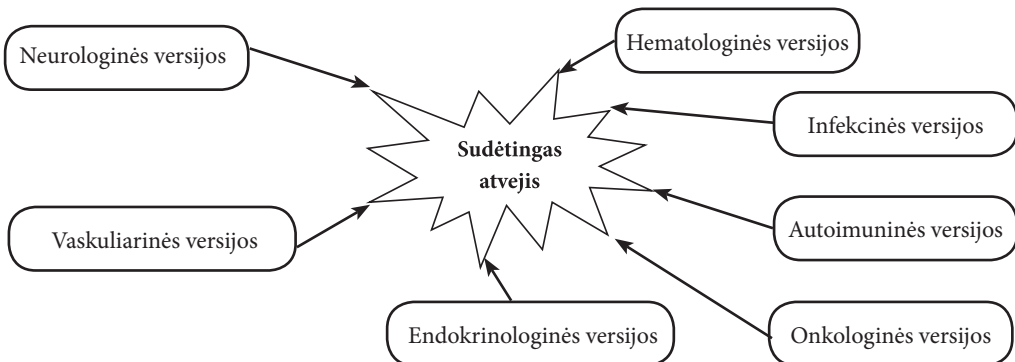 Hematologinės versijos
Neurologinės versijos
Infekcinės versijos
Sudėtingas
atvejis
Vaskuliarinės versijos
Autoimuninės versijos
Endokrinologinės versijos
Onkologinės versijos